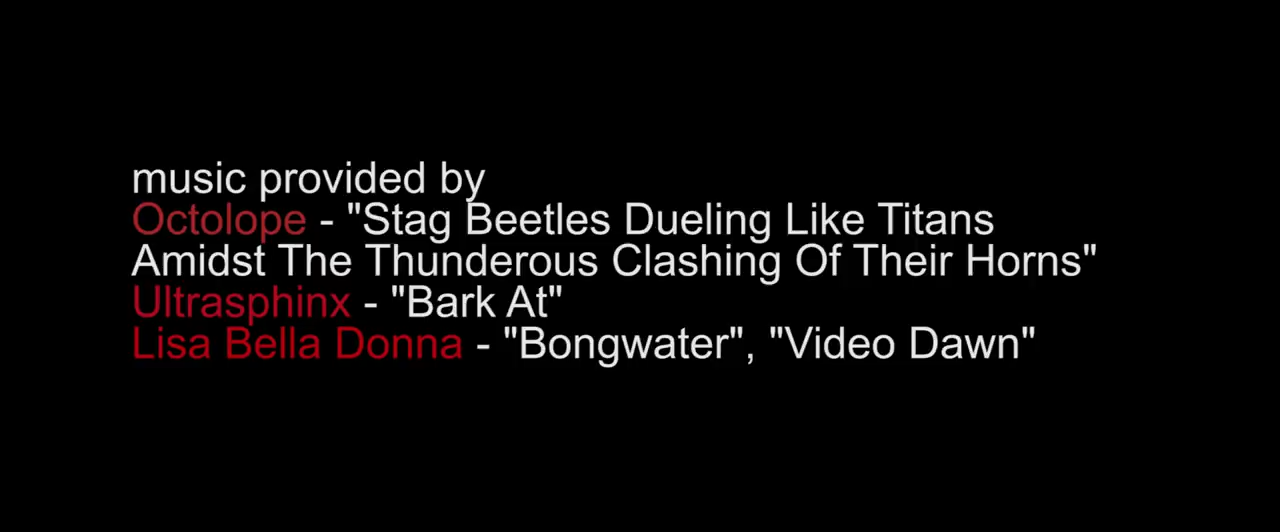 music provided by
Octolope - "Stag Beetles Dueling Like Titans
Amidst The Thunderous Clashing Of Their Horns"
Ultrasphinx - "Bark At"
Lisa Bella Donna - "Bongwater", "Video Dawn"